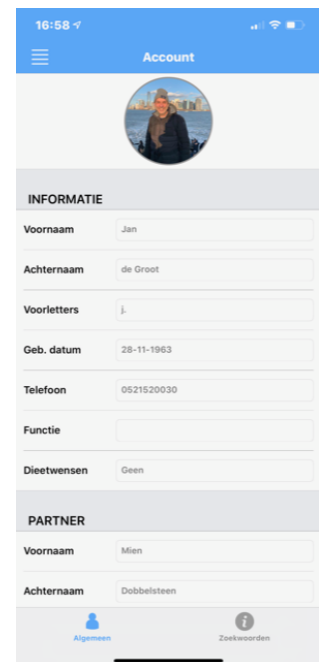 16:58
Account
INFORMATIE
Voornaam Jan
Achternaam de Groot
Voorletters j.
Geb. datum 28-11-1963
Telefoon 0521520030
Functie
Dieetwensen Geen
PARTNER
Voornaam Mien
Achternaam Dobbelsteen
Algemeen Zoekwoorden